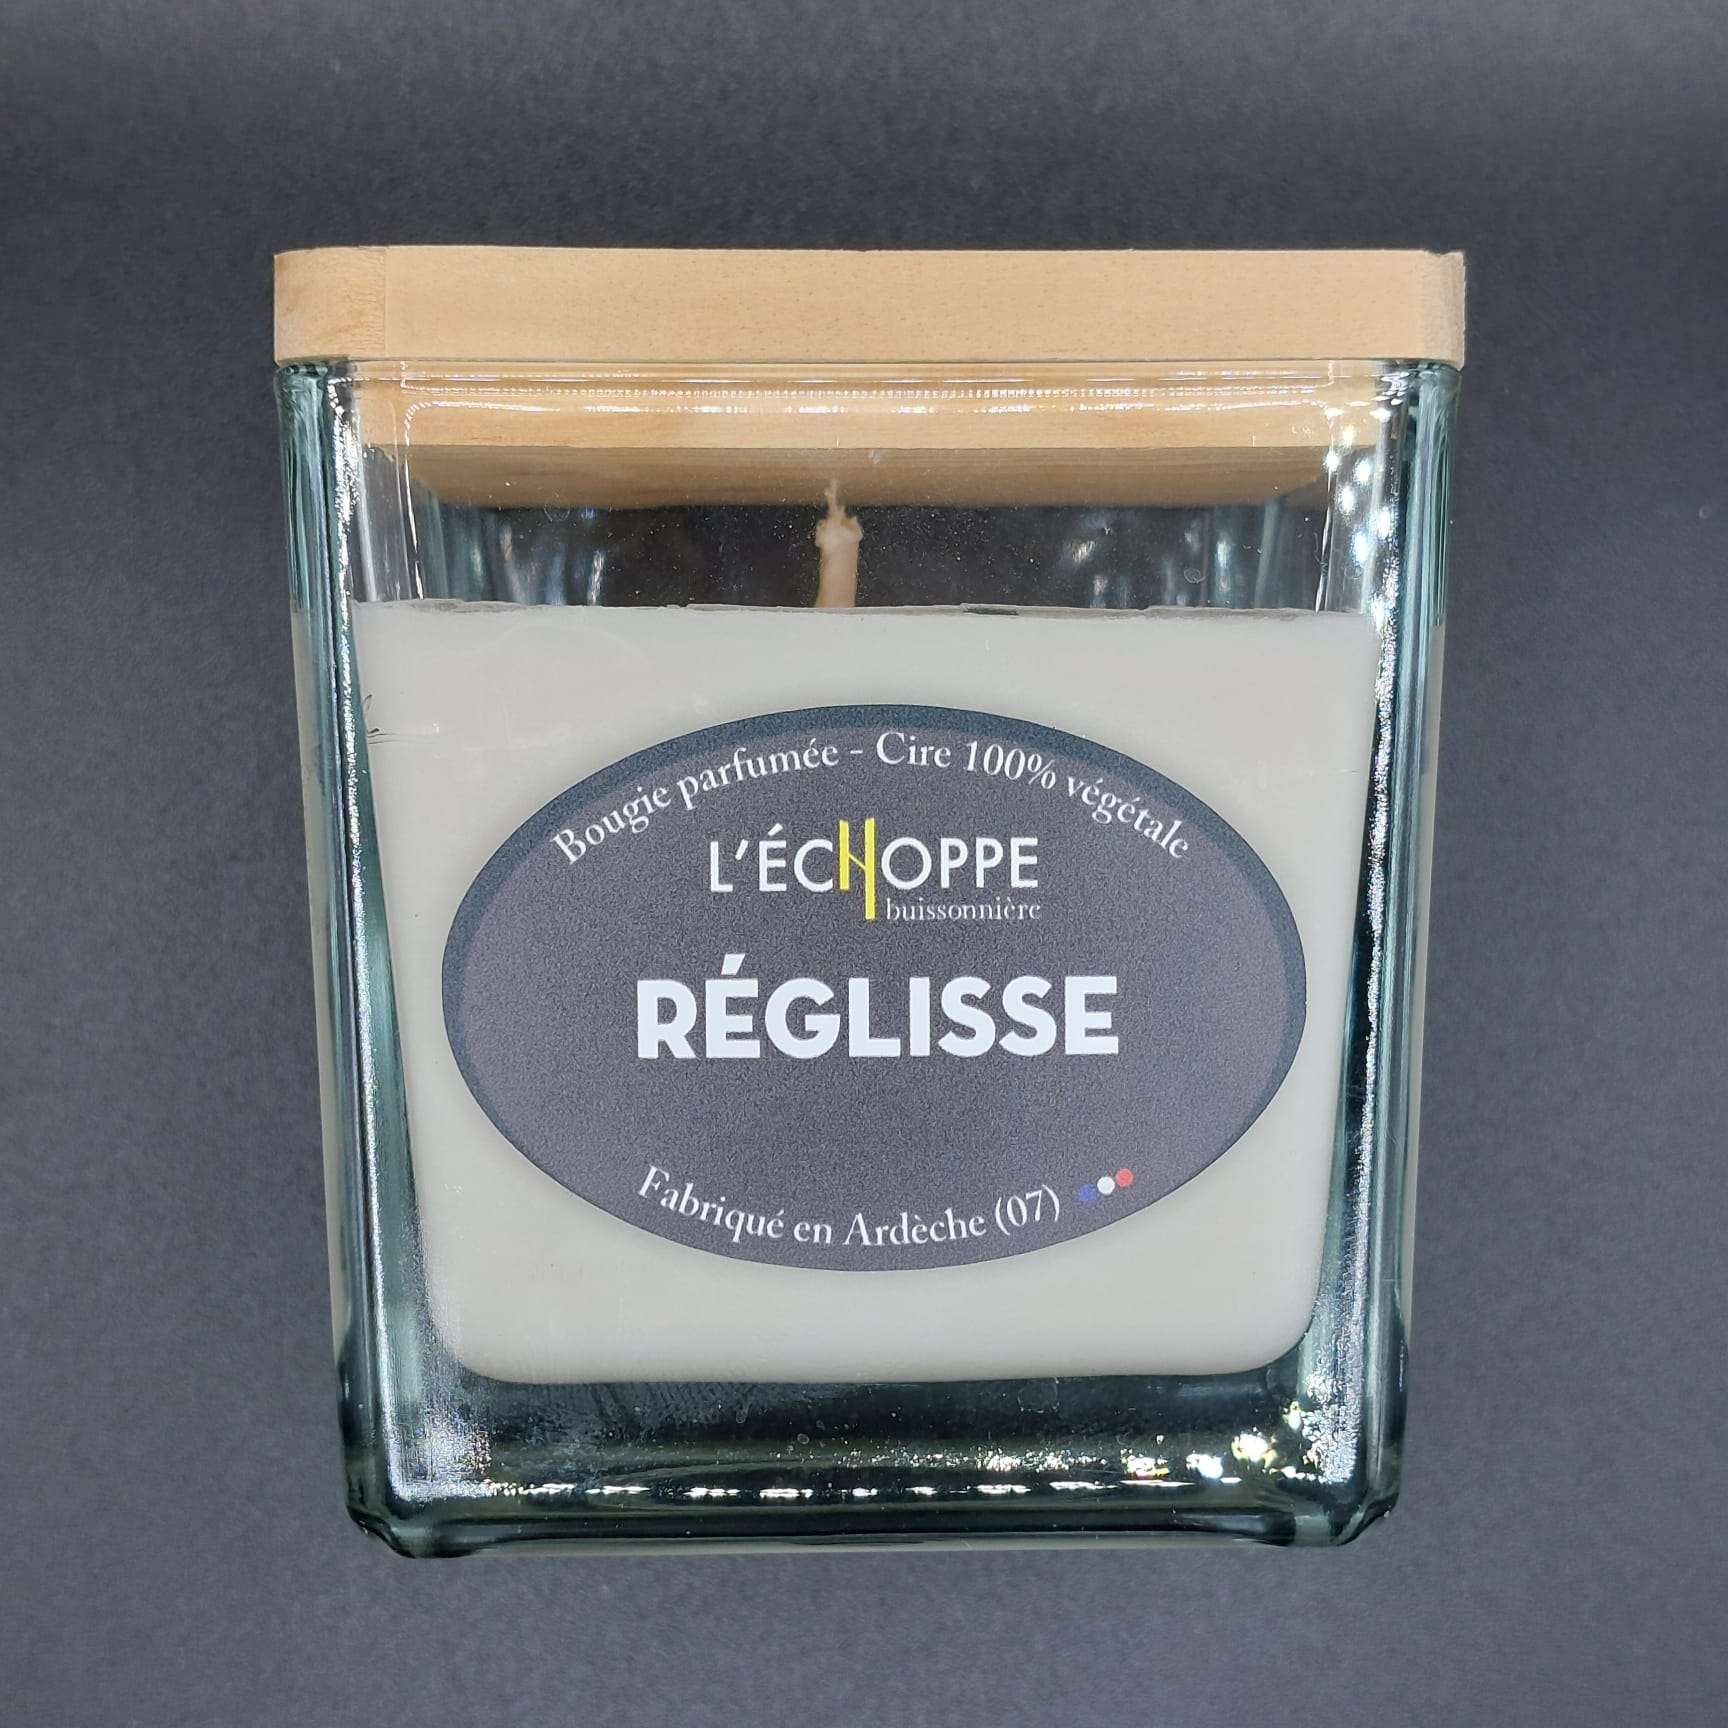 Bougie parfumée - Cire 100% végétale
L'ÉCHOPPE
buissonnière
RÉGLISSE
Fabriqué en Ardèche (07)